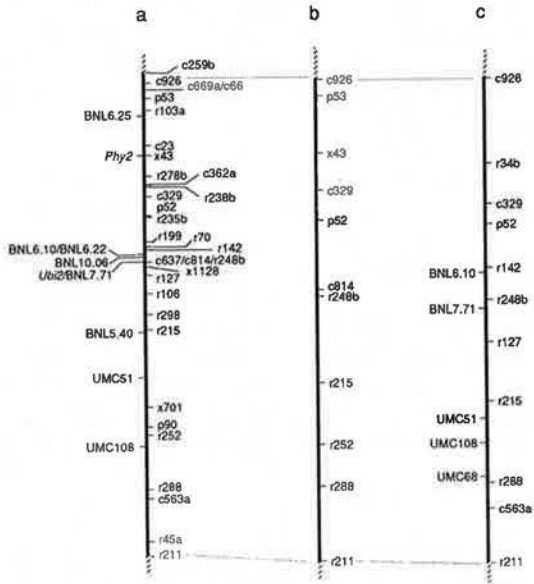 a
b
c
c259b
c926
c669a/c66
p53
r103a
BNL6.25
c23
Phy2
x43
r278b
c362a
c329
r238b
p52
r235b
r199
r70
r142
BNL6.10/BNL6.22
BNL10.06
c637/c814/r248b
Ubi2/BNL7.71
x1128
r127
r106
r298
BNL5.40
r215
UMC51
x701
p90
r252
UMC108
r288
c563a
r45a
r211
c926
p53
x43
c329
p52
c814
r248b
r215
r252
r288
r211
c926
r34b
c329
p52
r142
BNL6.10
r248b
BNL7.71
r127
r215
UMC51
UMC108
UMC68
r288
c563a
r211